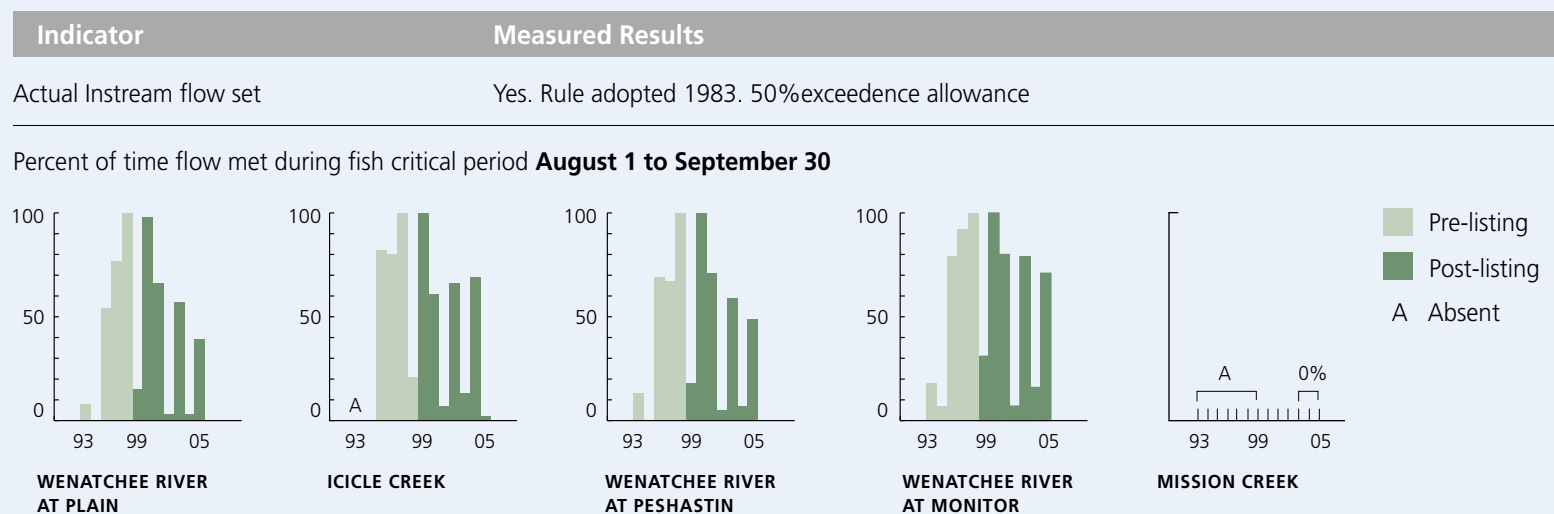 Indicator Measured Results
Actual Instream flow set Yes. Rule adopted 1983. 50%exceedence allowance
Percent of time flow met during fish critical period August 1 to September 30
100
50
0
93 99 05
WENATCHEE RIVER
AT PLAIN
100
50
0
A
93 99 05
ICICLE CREEK
100
50
0
93 99 05
WENATCHEE RIVER
AT PESHASTIN
100
50
0
93 99 05
WENATCHEE RIVER
AT MONITOR
A 0%
93 99 05
MISSION CREEK
Pre-listing
Post-listing
A Absent